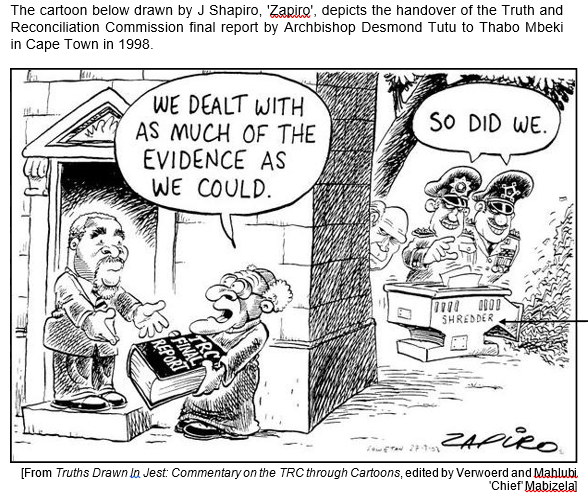 The cartoon below drawn by J Shapiro, 'Zapiro', depicts the handover of the Truth and
Reconciliation Commission final report by Archbishop Desmond Tutu to Thabo Mbeki
in Cape Town in 1998.
WE DEALT WITH
AS MUCH OF THE
EVIDENCE AS
WE COULD.
SO DID WE.
SHREDDER
TRC
FINAL
REPORT
ZAPIRO
[From Truths Drawn In Jest: Commentary on the TRC through Cartoons, edited by Verwoerd and Mahlubi
'Chief' Mabizela]